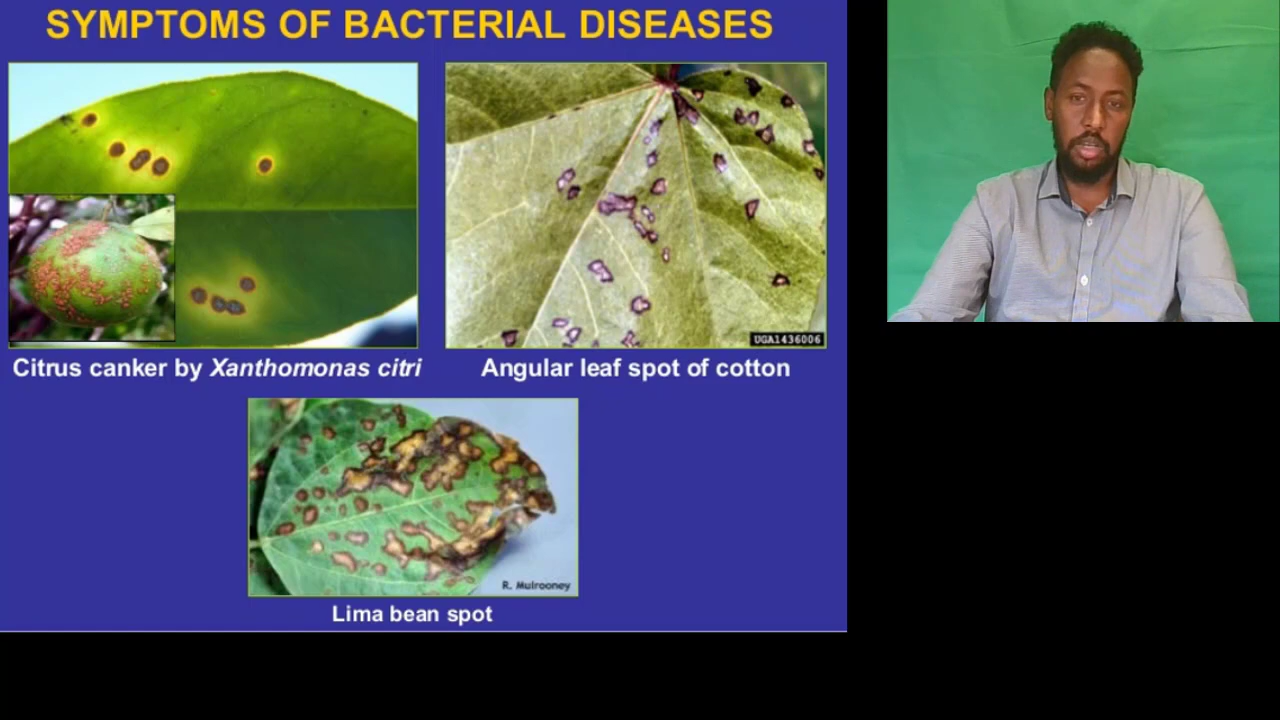 SYMPTOMS OF BACTERIAL DISEASES
UGA1436006
Citrus canker by Xanthomonas citri
Angular leaf spot of cotton
R. Mulrooney
Lima bean spot